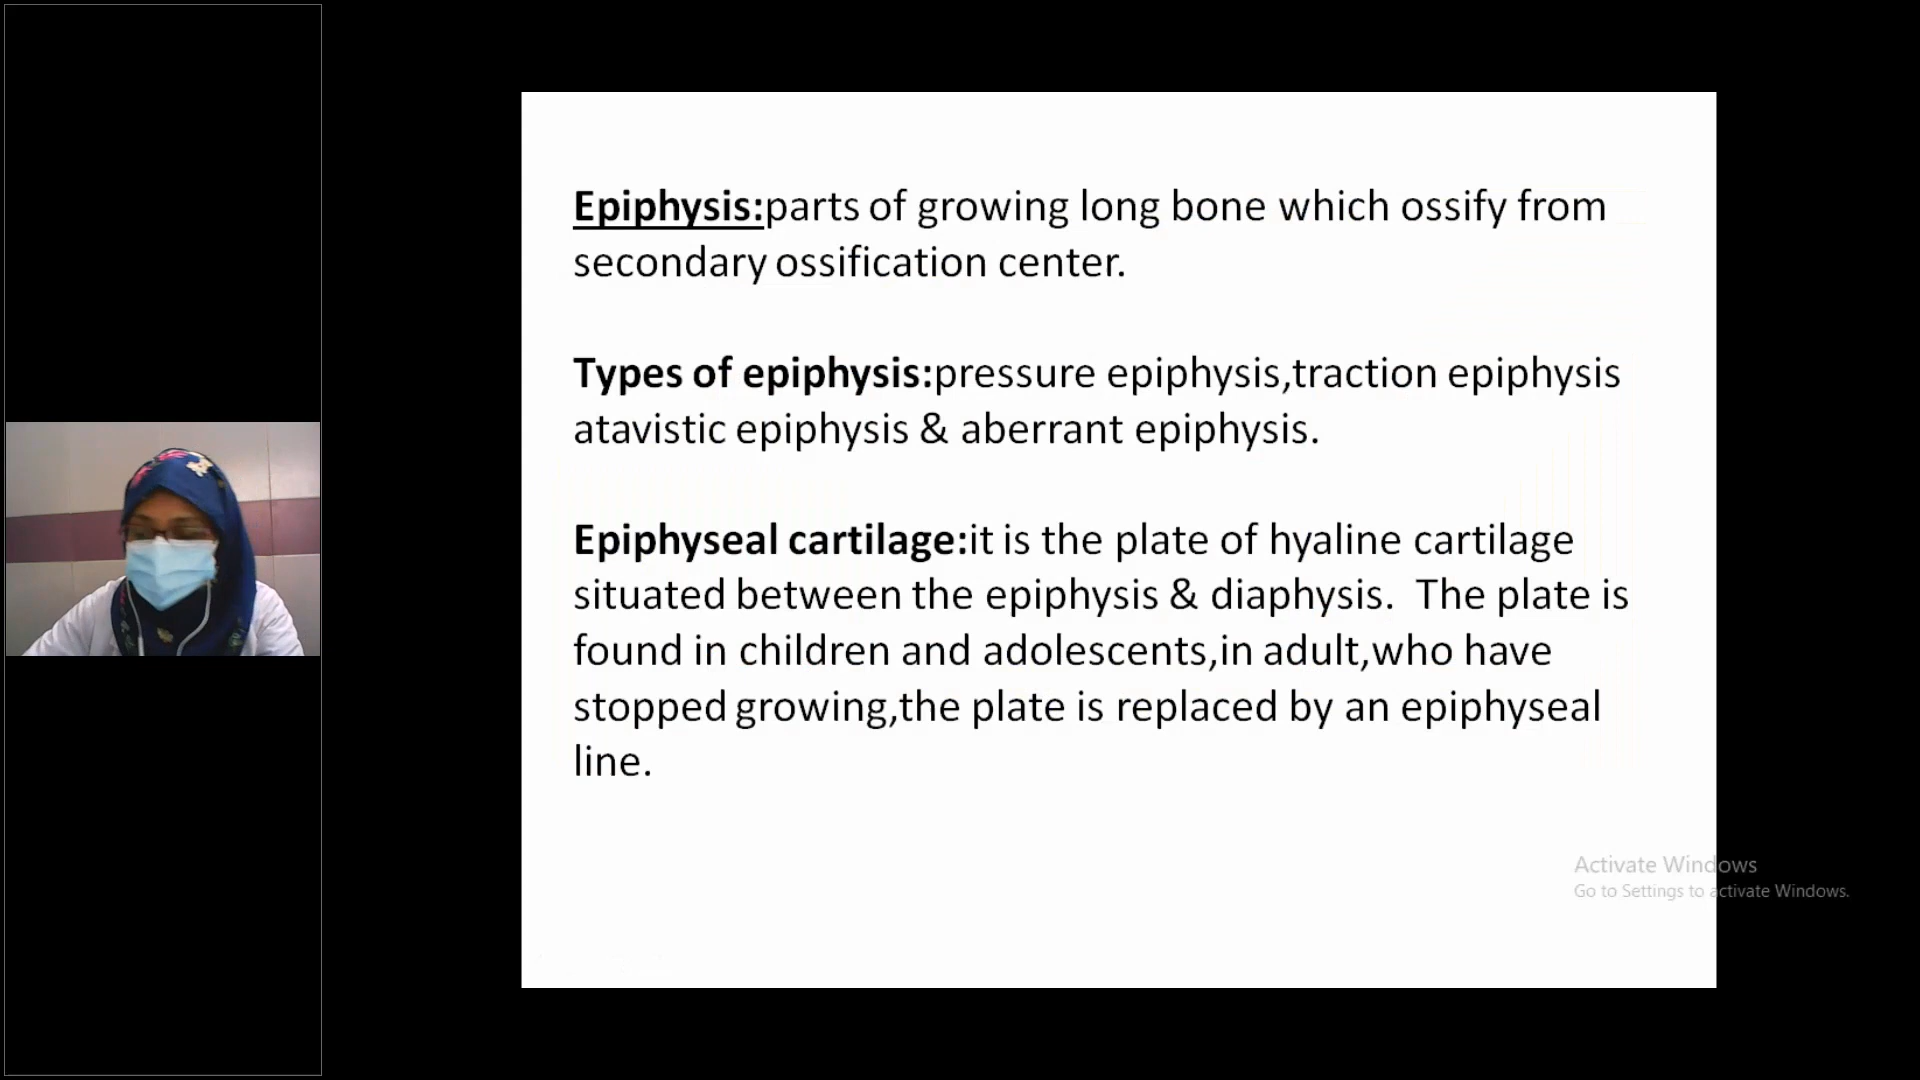 Epiphysis:parts of growing long bone which ossify from
secondary ossification center.
Types of epiphysis:pressure epiphysis,traction epiphysis
atavistic epiphysis & aberrant epiphysis.
Epiphyseal cartilage:it is the plate of hyaline cartilage
situated between the epiphysis & diaphysis.  The plate is
found in children and adolescents,in adult,who have
stopped growing,the plate is replaced by an epiphyseal
line.
Activate Windows
Go to Settings to activate Windows.